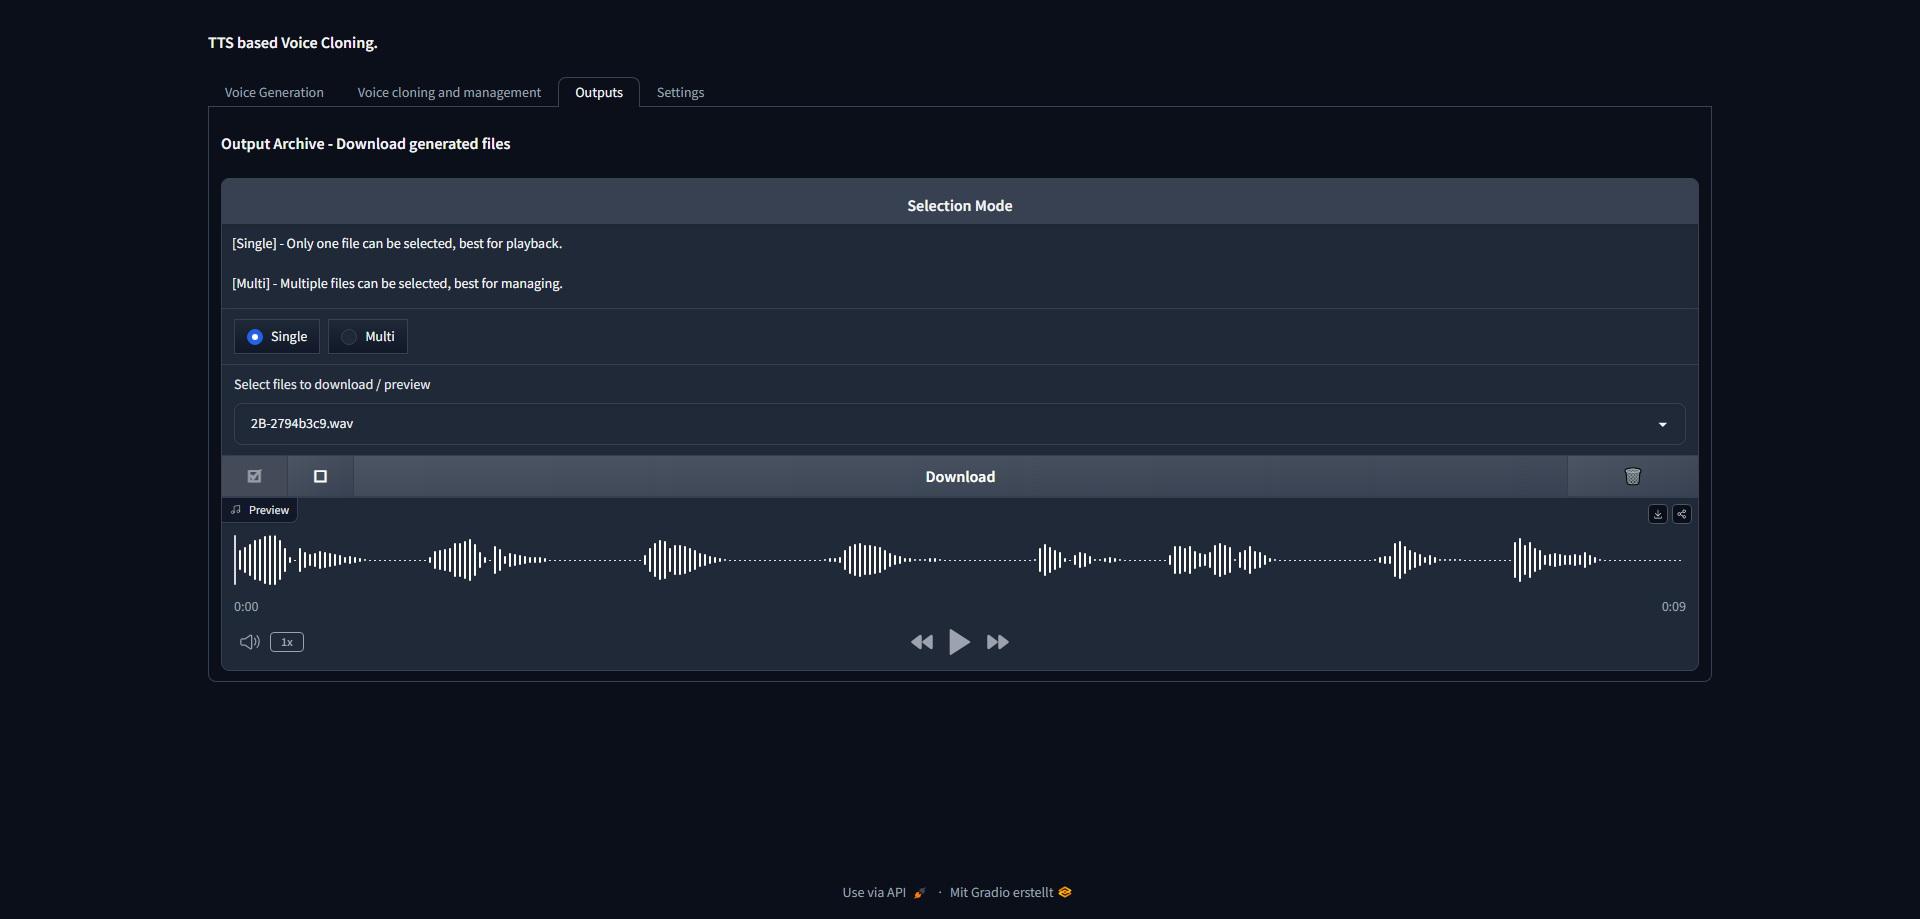 TTS based Voice Cloning.
Voice Generation
Voice cloning and management
Outputs
Settings
Output Archive - Download generated files
Selection Mode
[Single] - Only one file can be selected, best for playback.
[Multi] - Multiple files can be selected, best for managing.
Single
Multi
Select files to download / preview
2B-2794b3c9.wav
Download
Preview
0:00
0:09
1x
Use via API
·
Mit Gradio erstellt